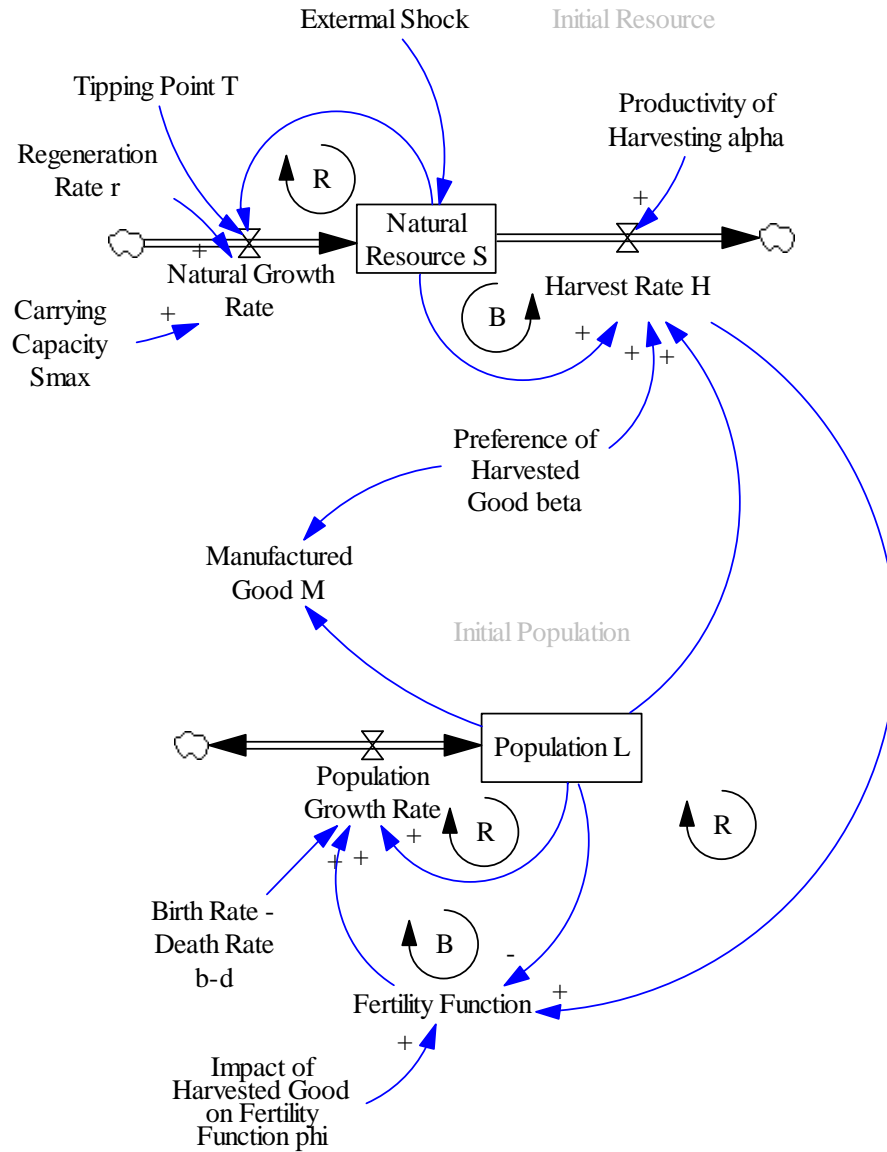 Extermal Shock
Initial Resource
Tipping Point T
Productivity of
Harvesting alpha
Regeneration
Rate r
R
+
Natural
Resource S
+
Natural Growth
Rate
Harvest Rate H
B
+
Carrying
Capacity
Smax
+
+
+
Preference of
Harvested
Good beta
Manufactured
Good M
Initial Population
Population L
Population
Growth Rate
R
R
+
+
+
Birth Rate -
Death Rate
b-d
B
-
+
Fertility Function
+
Impact of
Harvested Good
on Fertility
Function phi